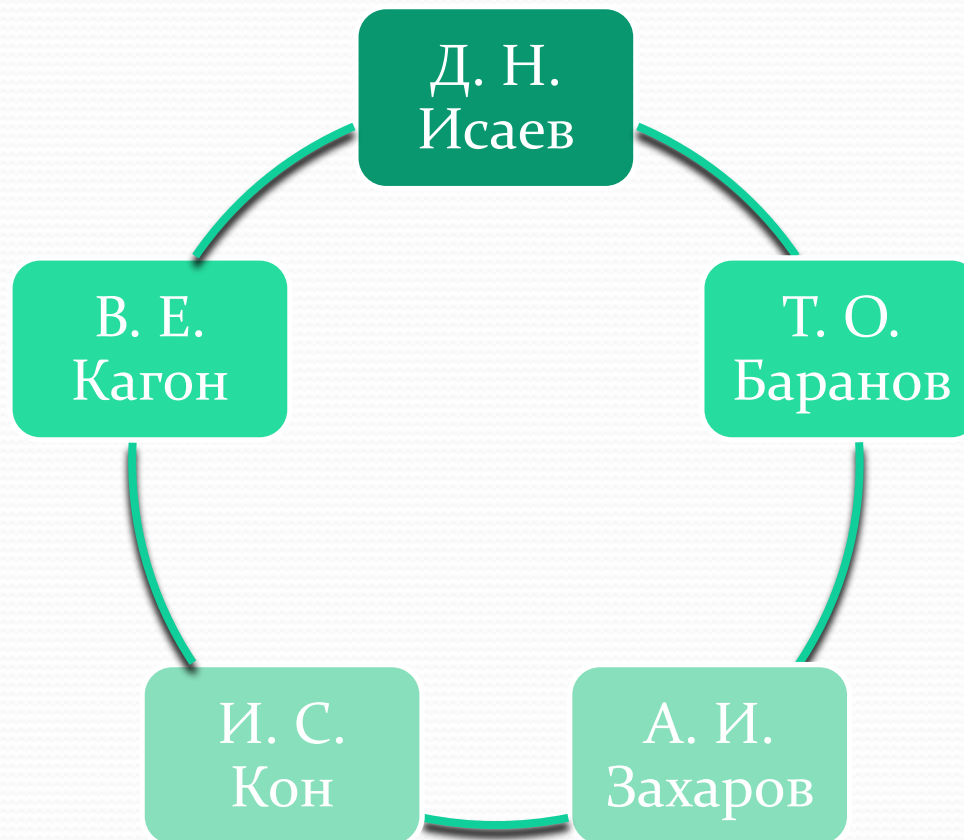 Д. Н.
Исаев
В. Е.
Кагон
Т. О.
Баранов
И. С.
Кон
А. И.
Захаров